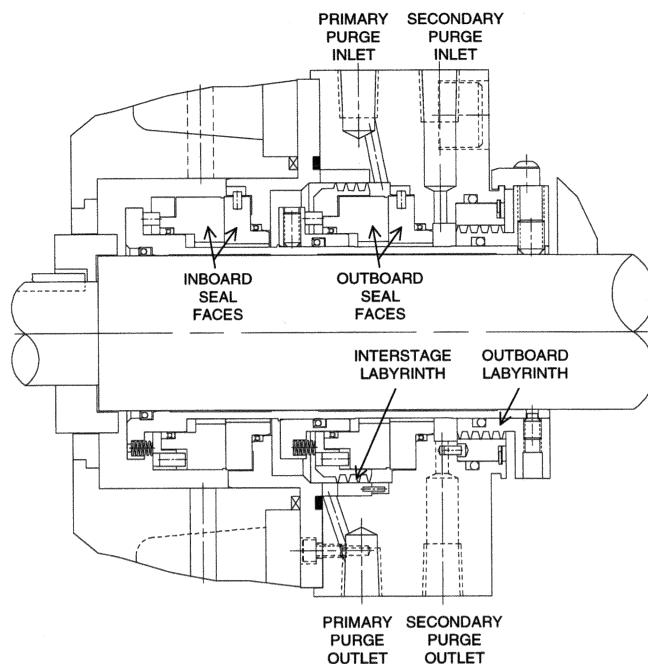 PRIMARY
PURGE
INLET
SECONDARY
PURGE
INLET
INBOARD
SEAL
FACES
OUTBOARD
SEAL
FACES
INTERSTAGE
LABYRINTH
OUTBOARD
LABYRINTH
PRIMARY
PURGE
OUTLET
SECONDARY
PURGE
OUTLET